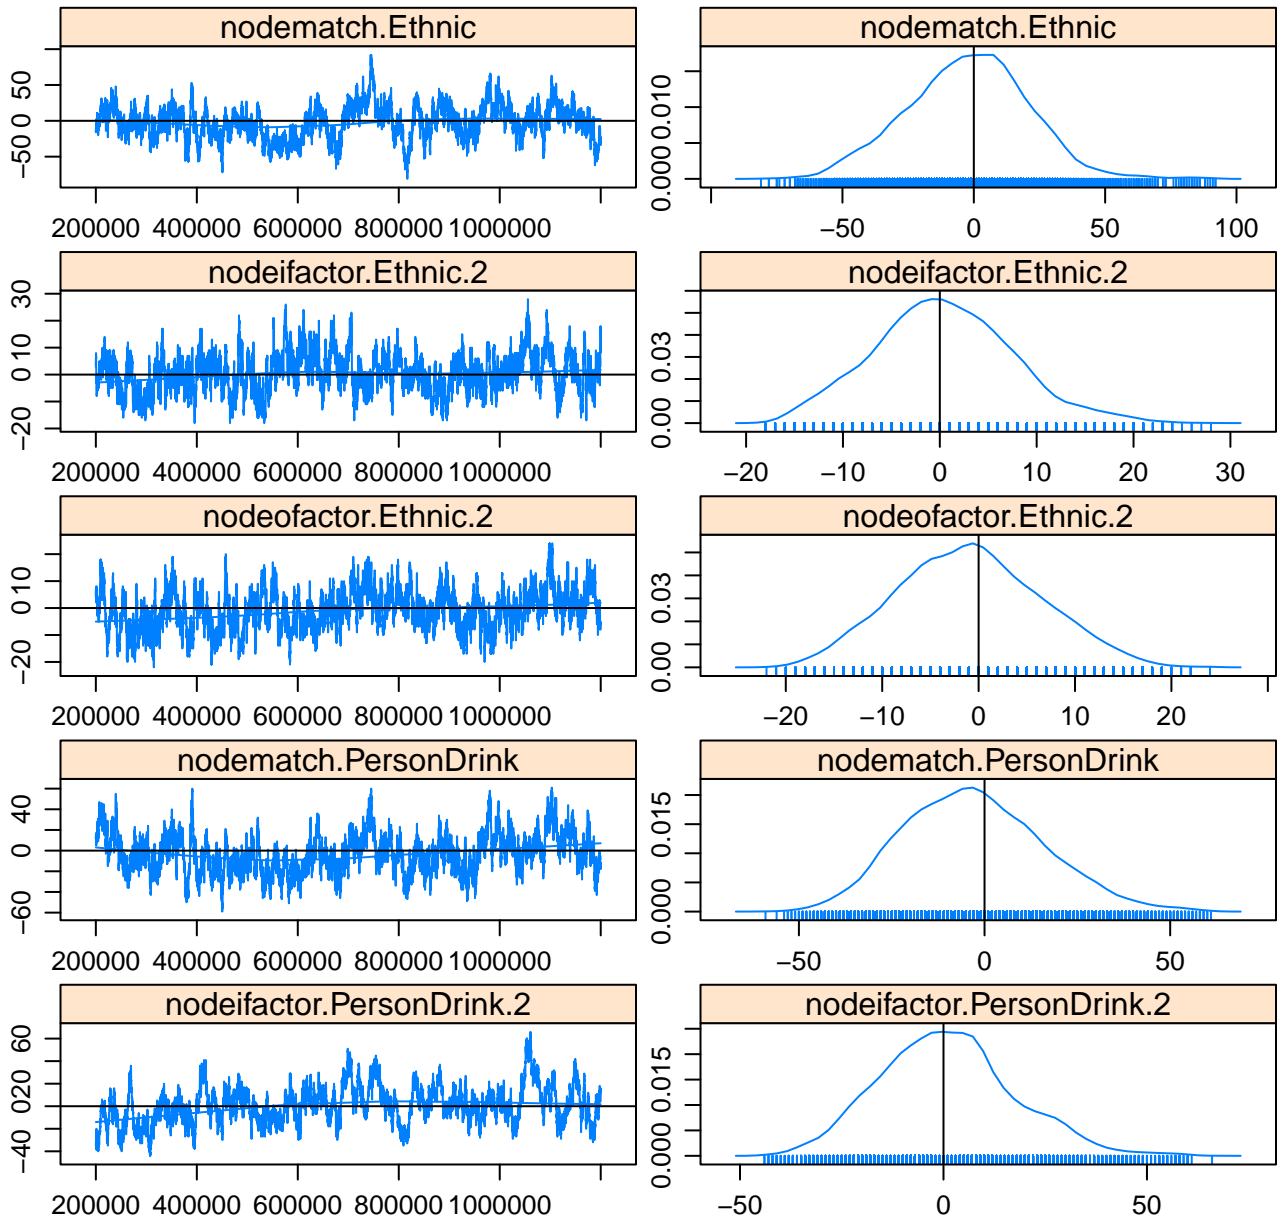 nodematch.Ethnic
nodematch.Ethnic
−50 0 50
0.000 0.010
200000 400000 600000 800000 1000000
−50 0 50 100
nodeifactor.Ethnic.2
nodeifactor.Ethnic.2
−20 0 10 30
0.00 0.03
200000 400000 600000 800000 1000000
−20 −10 0 10 20 30
nodeofactor.Ethnic.2
nodeofactor.Ethnic.2
−20 0 10
0.00 0.03
200000 400000 600000 800000 1000000
−20 −10 0 10 20
nodematch.PersonDrink
nodematch.PersonDrink
−60 0 40
0.000 0.015
200000 400000 600000 800000 1000000
−50 0 50
nodeifactor.PersonDrink.2
nodeifactor.PersonDrink.2
−40 0 20 60
0.000 0.015
200000 400000 600000 800000 1000000
−50 0 50